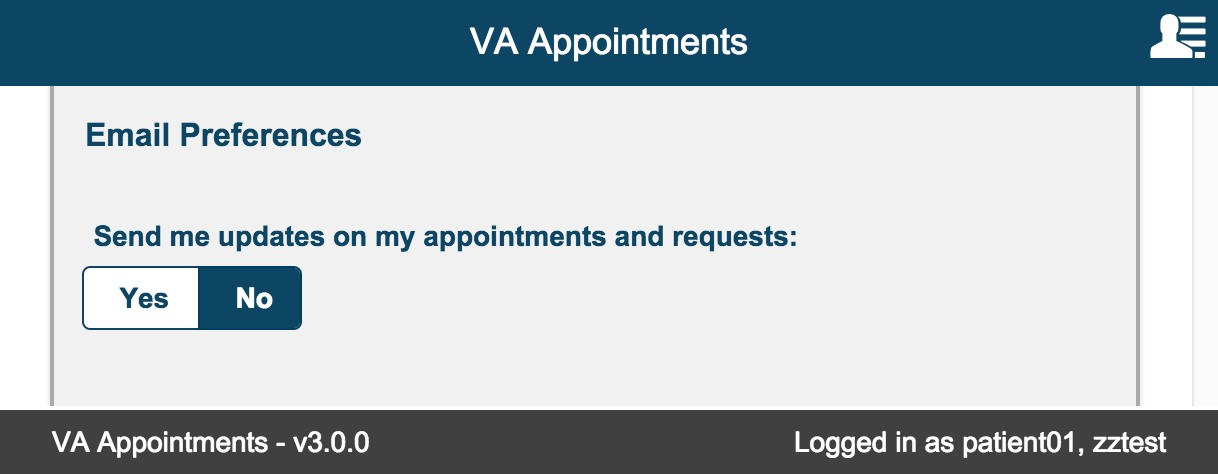 VA Appointments
Email Preferences
Send me updates on my appointments and requests:
Yes No
VA Appointments - v3.0.0 Logged in as patient01, zztest